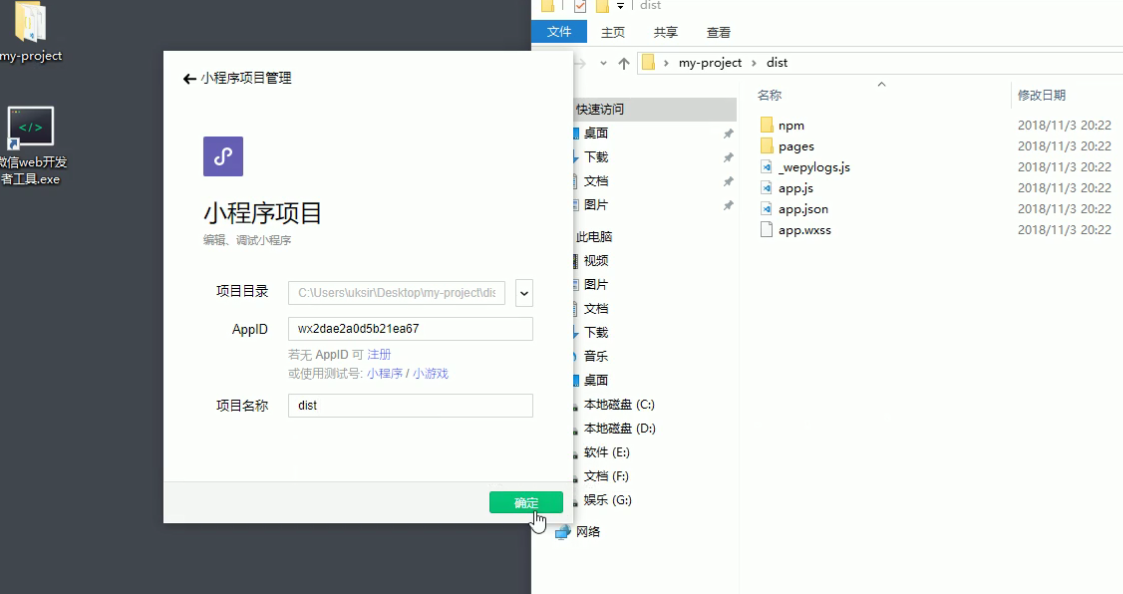 my-project
微信web开发
者工具.exe
小程序项目管理
小程序项目
编辑、调试小程序
项目目录
C:\Users\uksir\Desktop\my-project\dis
AppID
wx2dae2a0d5b21ea67
若无 AppID 可 注册
或使用测试号: 小程序 / 小游戏
项目名称
dist
确定
dist
文件
主页
共享
查看
my-project
dist
快速访问
桌面
下载
文档
图片
此电脑
视频
图片
文档
下载
音乐
桌面
本地磁盘 (C:)
本地磁盘 (D:)
软件 (E:)
文档 (F:)
娱乐 (G:)
网络
名称 修改日期
npm 2018/11/3 20:22
pages 2018/11/3 20:22
_wepylogs.js 2018/11/3 20:22
app.js 2018/11/3 20:22
app.json 2018/11/3 20:22
app.wxss 2018/11/3 20:22